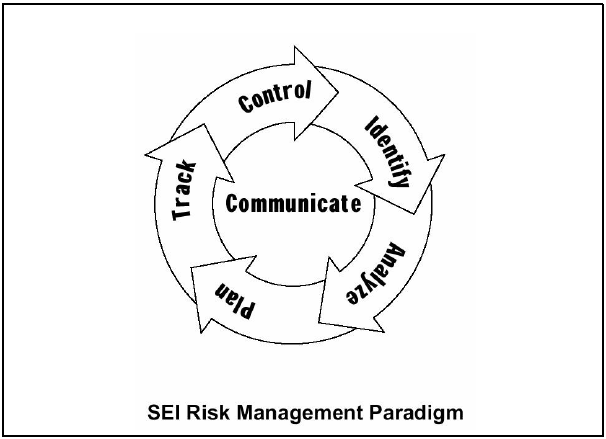 Control
Identify
Analyze
Plan
Track
Communicate
SEI Risk Management Paradigm